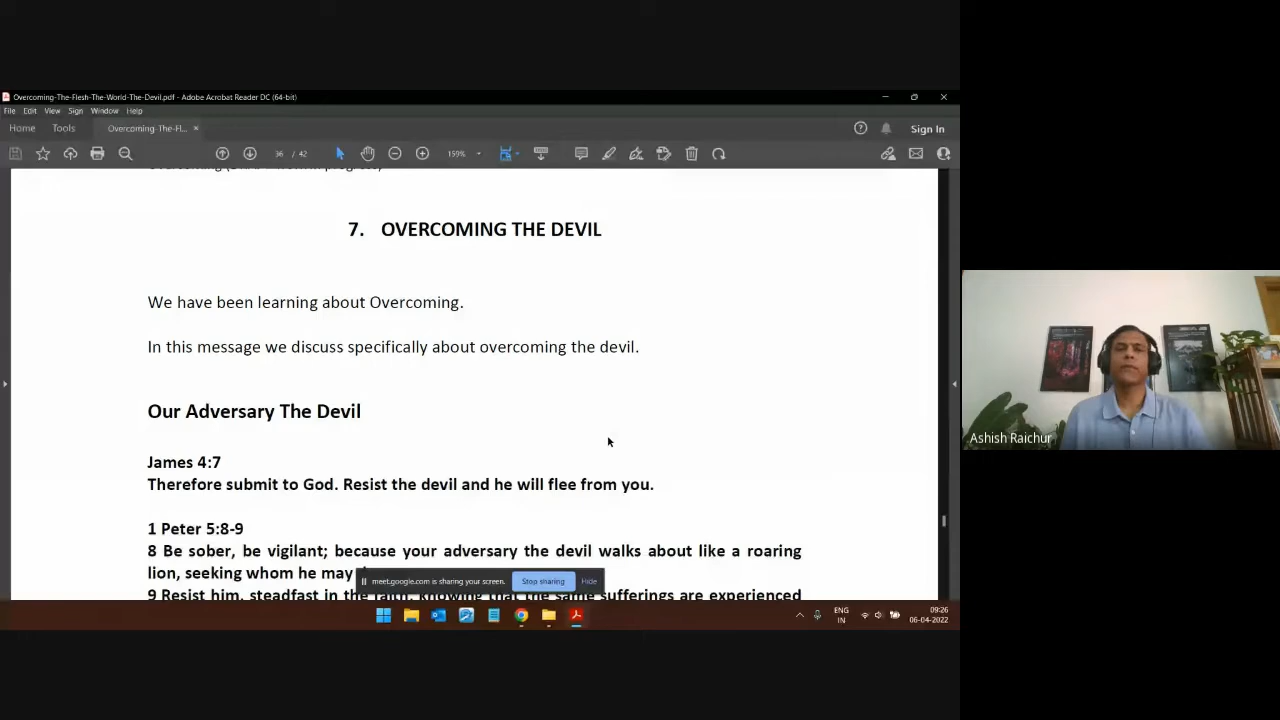 Overcoming-The-Flesh-The-World-The-Devil.pdf - Adobe Acrobat Reader DC (64-bit)
File Edit View Sign Window Help
Home Tools Overcoming-The-Fl... × Sign In
36 / 42 159%
7. OVERCOMING THE DEVIL
We have been learning about Overcoming.
In this message we discuss specifically about overcoming the devil.
Our Adversary The Devil
James 4:7
Therefore submit to God. Resist the devil and he will flee from you.
1 Peter 5:8-9
8 Be sober, be vigilant; because your adversary the devil walks about like a roaring
lion, seeking whom he may
9 Resist him, steadfast in the faith, knowing that the same sufferings are experienced
meet.google.com is sharing your screen. Stop sharing Hide
ENG
IN
09:26
06-04-2022
Ashish Raichur